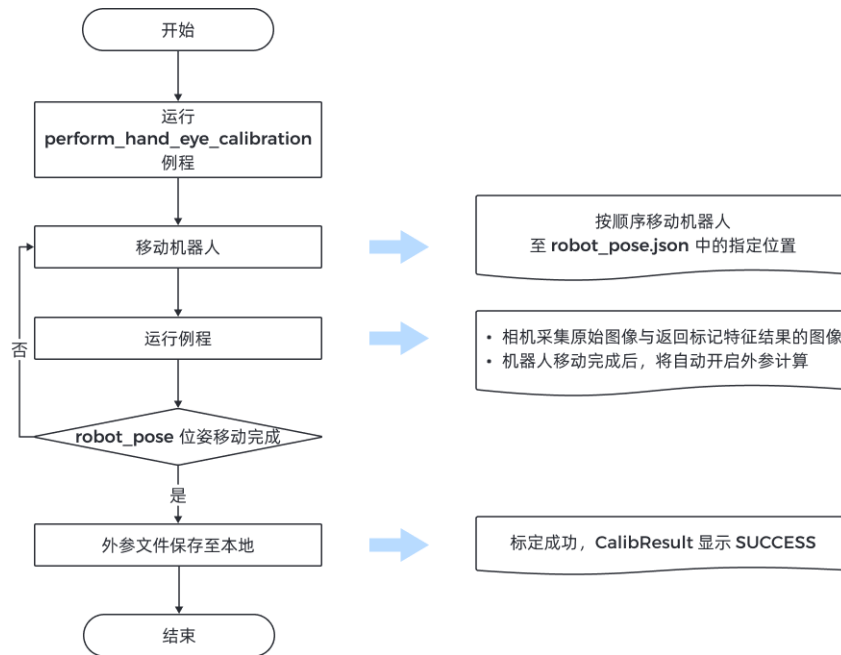 开始
运行
perform_hand_eye_calibration
例程
移动机器人
按顺序移动机器人
至 robot_pose.json 中的指定位置
运行例程
• 相机采集原始图像与返回标记特征结果的图像
• 机器人移动完成后，将自动开启外参计算
否
robot_pose 位姿移动完成
是
外参文件保存至本地
标定成功，CalibResult 显示 SUCCESS
结束